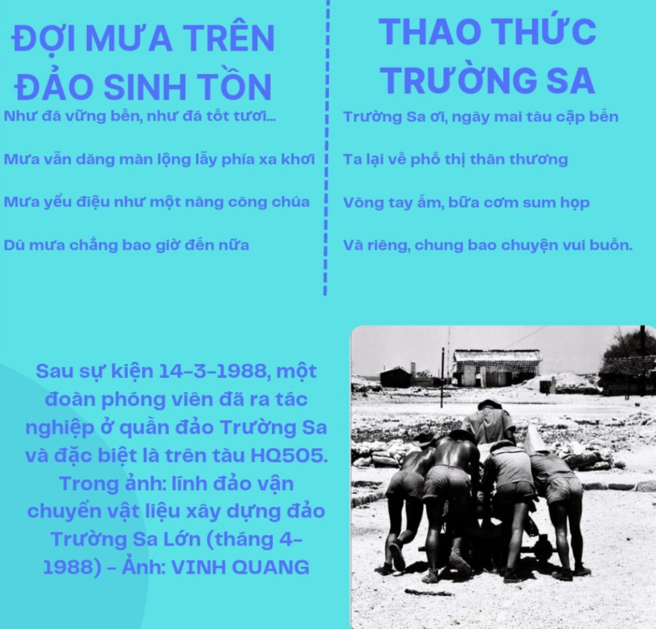 ĐỢI MƯA TRÊN
ĐẢO SINH TỒN
Như đá vững bền, như đá tốt tươi...
Mưa vẫn dăng màn lộng lẫy phía xa khơi
Mưa yểu điệu như một nàng công chúa
Dù mưa chẳng bao giờ đến nữa
THAO THỨC
TRƯỜNG SA
Trường Sa ơi, ngày mai tàu cập bến
Ta lại về phố thị thân thương
Vòng tay ấm, bữa cơm sum họp
Và riêng, chung bao chuyện vui buồn.
Sau sự kiện 14-3-1988, một
đoàn phóng viên đã ra tác
nghiệp ở quần đảo Trường Sa
và đặc biệt là trên tàu HQ505.
Trong ảnh: lính đảo vận
chuyển vật liệu xây dựng đảo
Trường Sa Lớn (tháng 4-
1988) - Ảnh: VINH QUANG